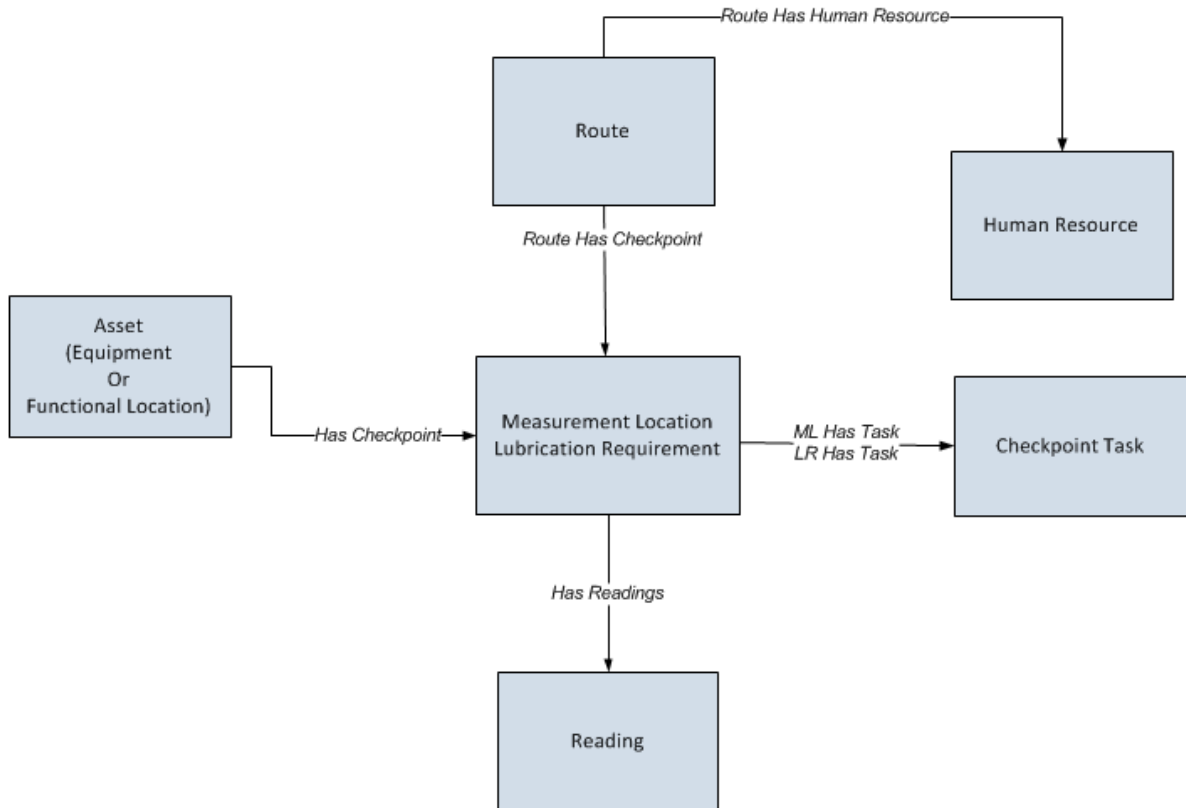 Route Has Human Resource
Route
Human Resource
Route Has Checkpoint
Asset
(Equipment
Or
Functional Location)
Has Checkpoint
Measurement Location
Lubrication Requirement
ML Has Task
LR Has Task
Checkpoint Task
Has Readings
Reading